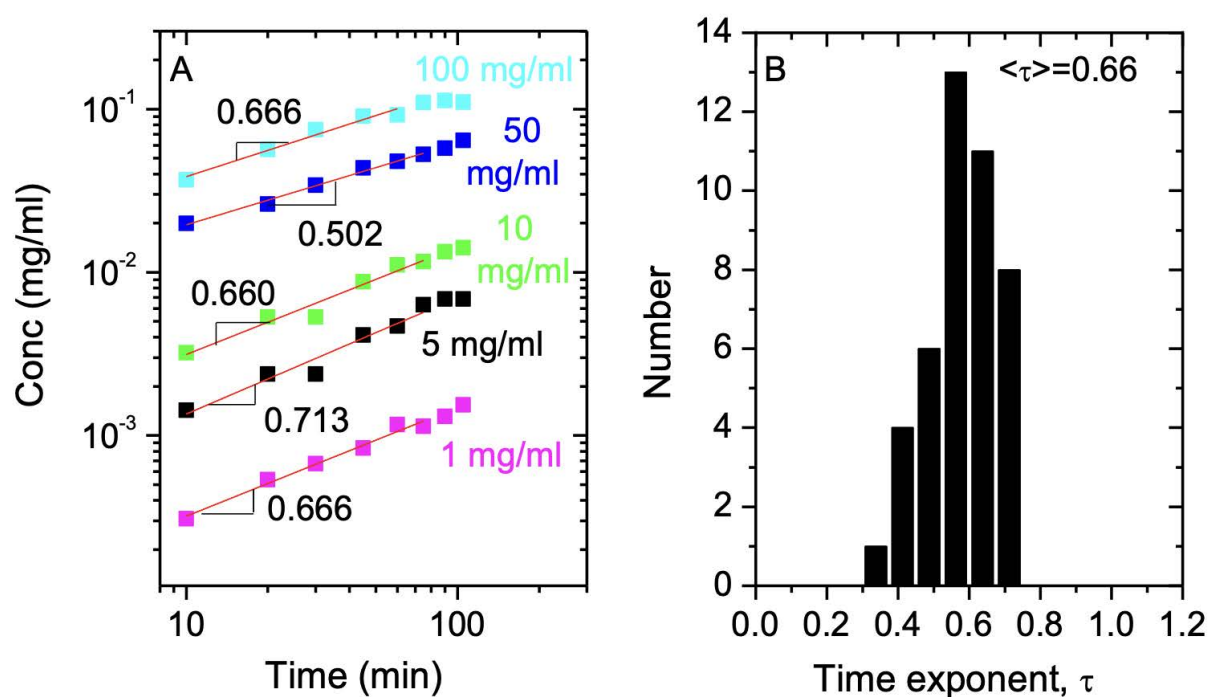 A
100 mg/ml
0.666
50
mg/ml
0.502
10
mg/ml
0.660
5 mg/ml
0.713
1 mg/ml
0.666
10⁻¹
10⁻²
10⁻³
Conc (mg/ml)
10 100
Time (min)
B
<τ>=0.66
14
12
10
8
6
4
2
0
Number
0.0 0.2 0.4 0.6 0.8 1.0 1.2
Time exponent, τ